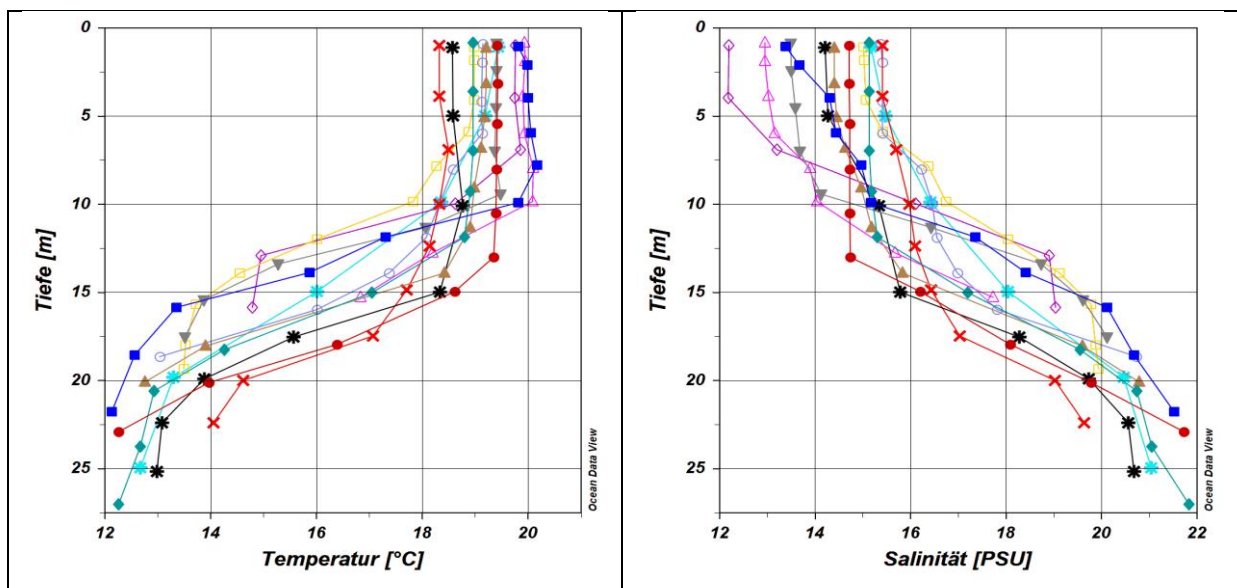 0
5
10
15
20
25
12 14 16 18 20
Tiefe [m]
Temperatur [°C]
Ocean Data View
0
5
10
15
20
25
12 14 16 18 20 22
Tiefe [m]
Salinität [PSU]
Ocean Data View